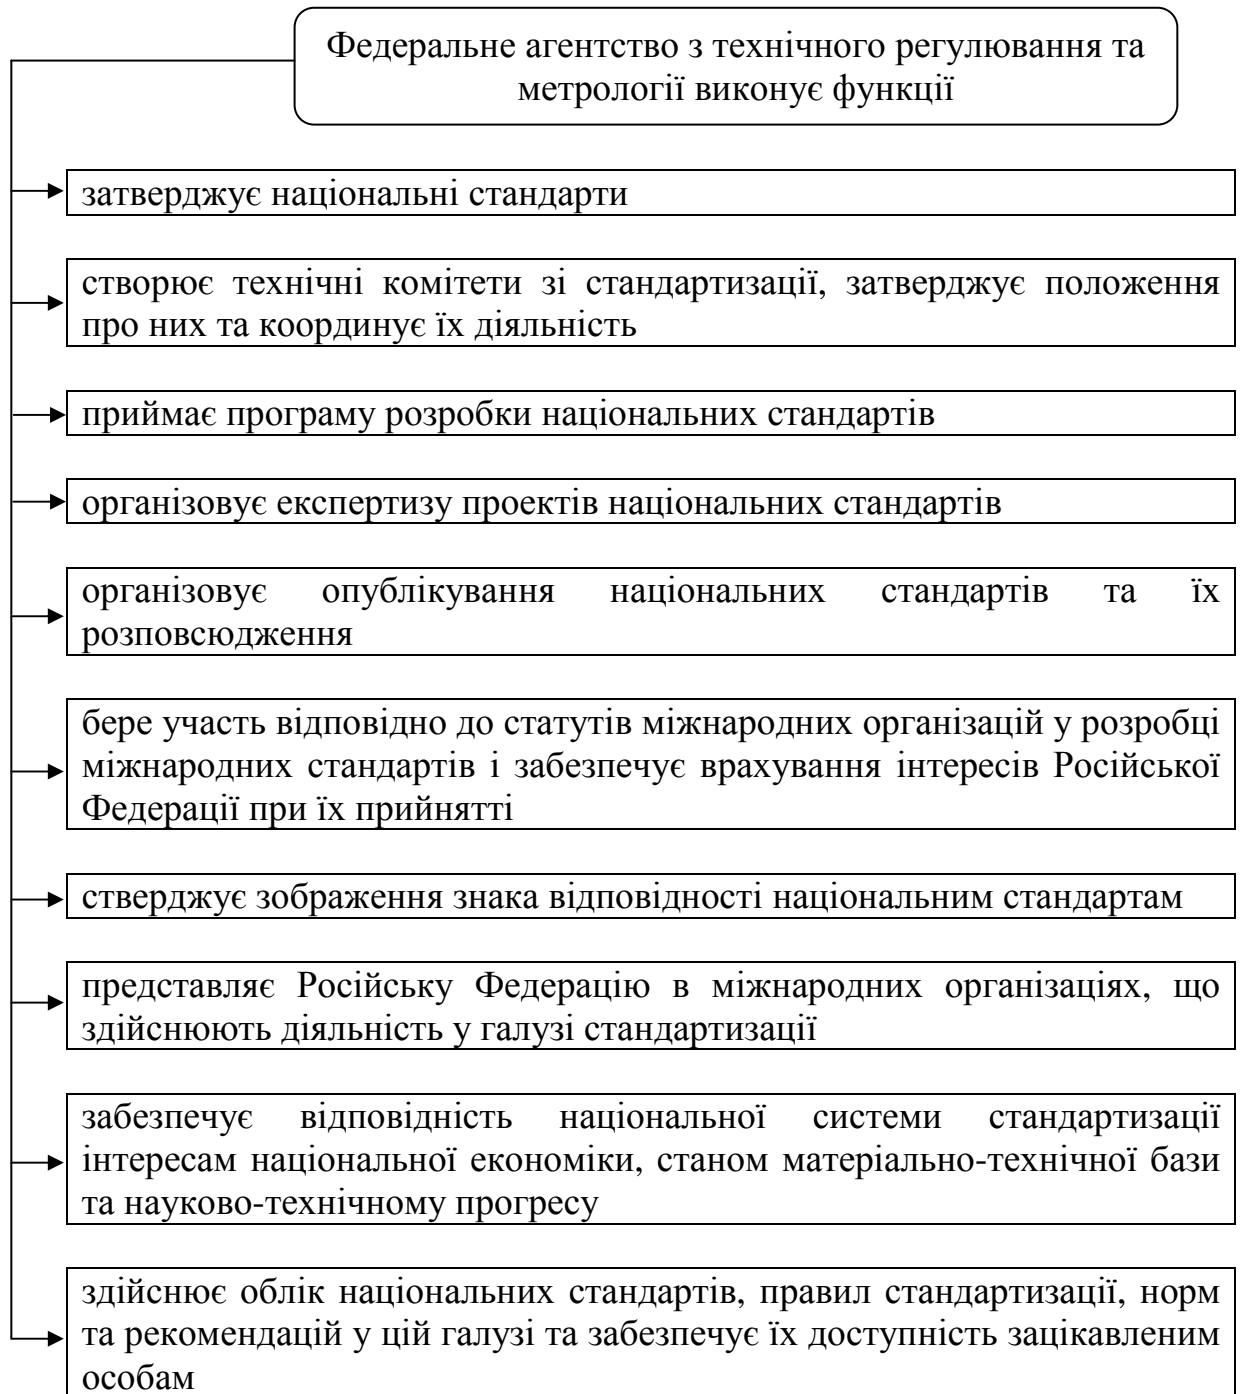 Федеральне агентство з технічного регулювання та
метрології виконує функції
затверджує національні стандарти
створює технічні комітети зі стандартизації, затверджує положення
про них та координує їх діяльність
приймає програму розробки національних стандартів
організовує експертизу проектів національних стандартів
організовує опублікування національних стандартів та їх
розповсюдження
бере участь відповідно до статутів міжнародних організацій у розробці
міжнародних стандартів і забезпечує врахування інтересів Російської
Федерації при їх прийнятті
стверджує зображення знака відповідності національним стандартам
представляє Російську Федерацію в міжнародних організаціях, що
здійснюють діяльність у галузі стандартизації
забезпечує відповідність національної системи стандартизації
інтересам національної економіки, станом матеріально-технічної бази
та науково-технічному прогресу
здійснює облік національних стандартів, правил стандартизації, норм
та рекомендацій у цій галузі та забезпечує їх доступність зацікавленим
особам